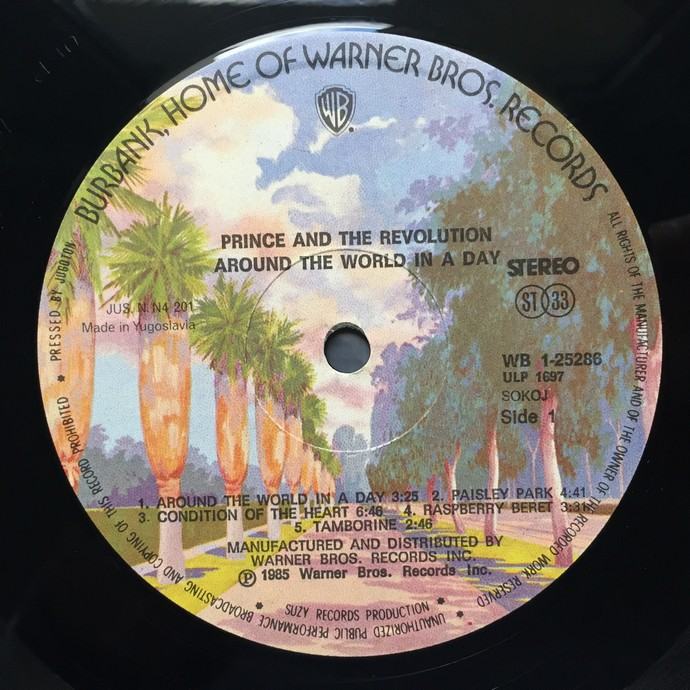 BURBANK, HOME OF WARNER BROS. RECORDS
WB
PRINCE AND THE REVOLUTION
AROUND THE WORLD IN A DAY
STEREO
ST 33
JUS. N. N4 201
Made in Yugoslavia
WB 1-25286
ULP 1697
SOKOJ
Side 1
1. AROUND THE WORLD IN A DAY 3:25 2. PAISLEY PARK 4:41
3. CONDITION OF THE HEART 6:46 4. RASPBERRY BERET 3:31
5. TAMBORINE 2:46
MANUFACTURED AND DISTRIBUTED BY
WARNER BROS. RECORDS INC.
℗ 1985 Warner Bros. Records Inc.
ALL RIGHTS OF THE MANUFACTURER AND OF THE OWNER OF THE RECORDED WORK RESERVED * UNAUTHORIZED PUBLIC PERFORMANCE BROADCASTING AND COPYING OF THIS RECORD PROHIBITED * PRESSED BY JUGOTON
* SUZY RECORDS PRODUCTION *